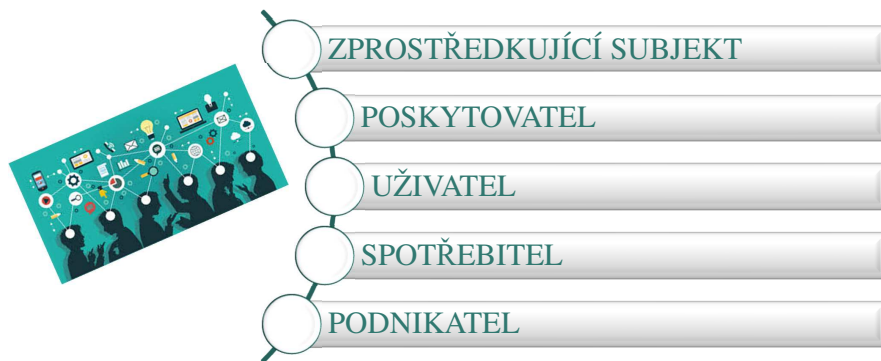 ZPROSTŘEDKUJÍCÍ SUBJEKT
POSKYTOVATEL
UŽIVATEL
SPOTŘEBITEL
PODNIKATEL